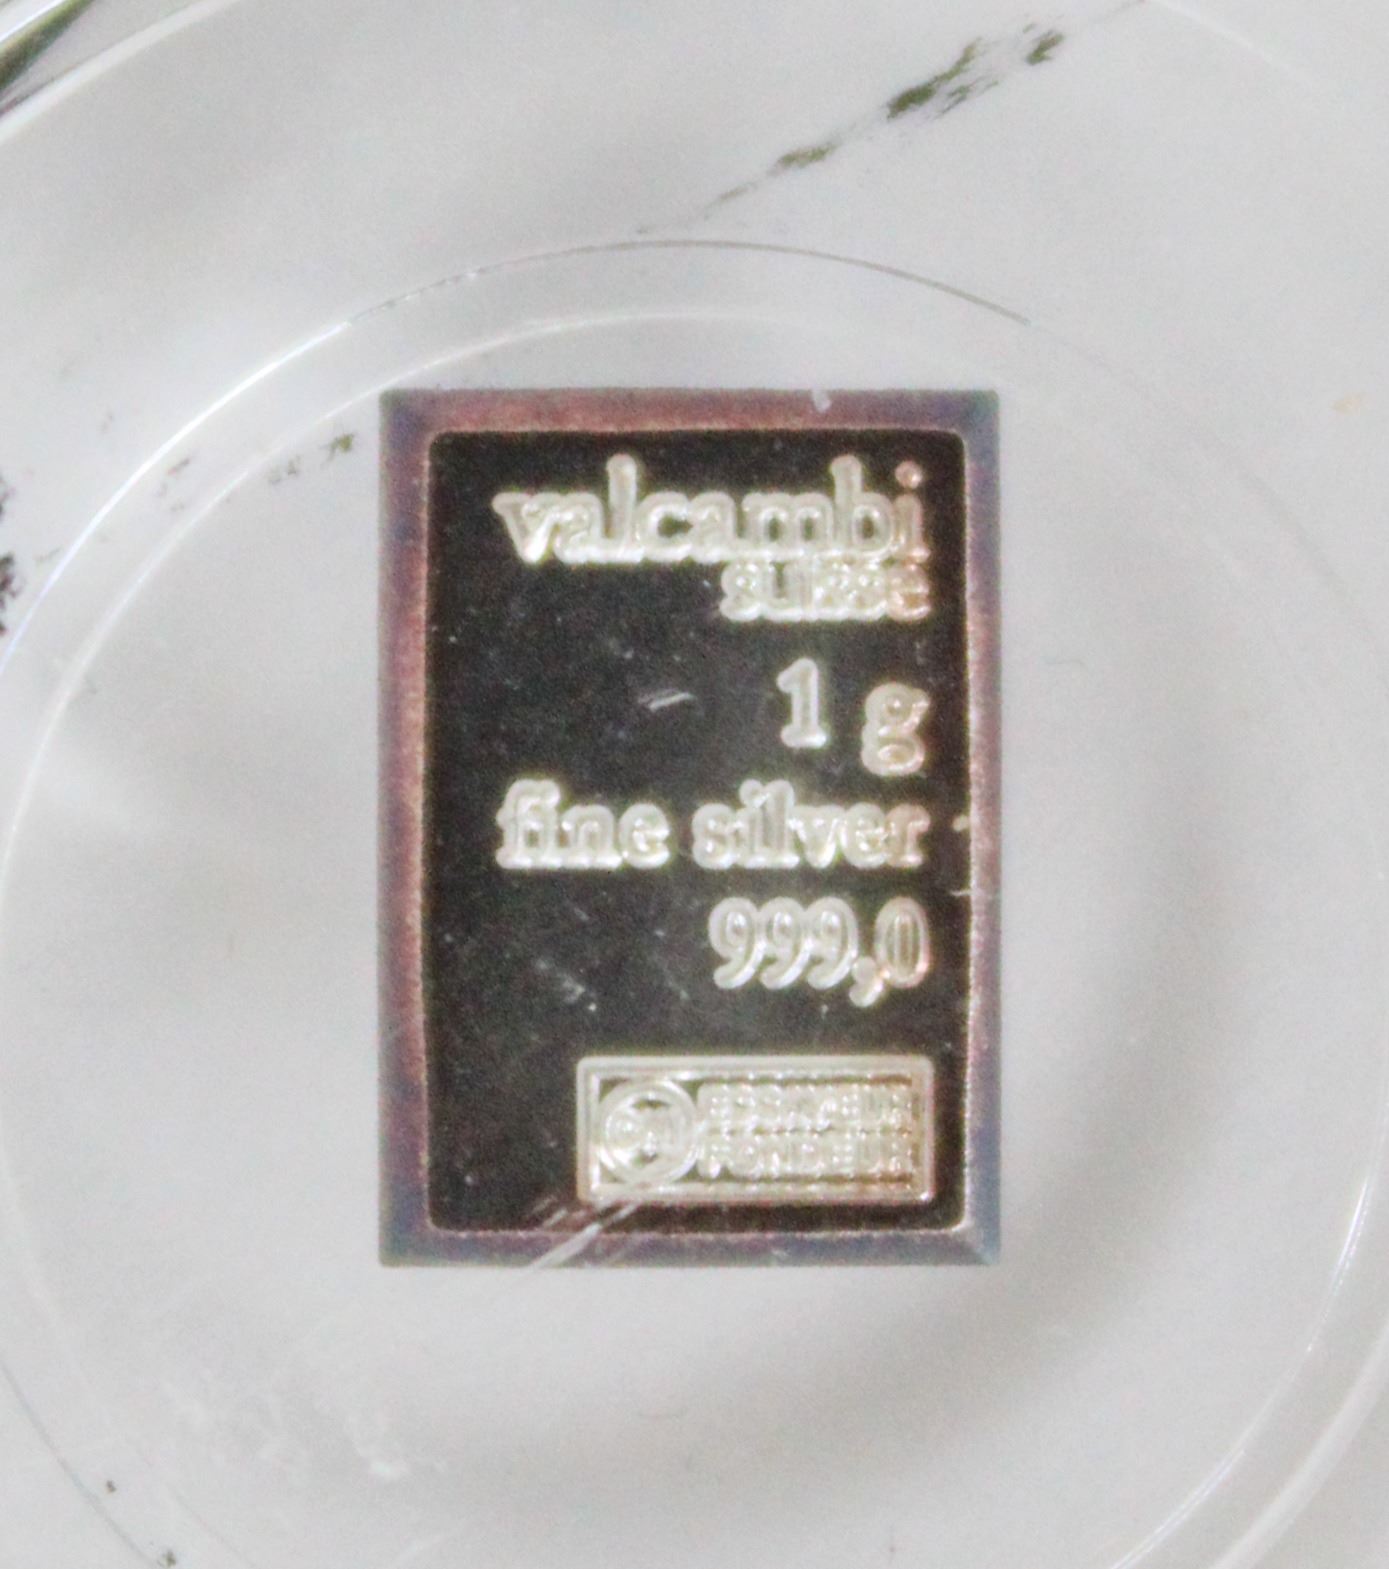 valcambi
suisse
1 g
fine silver
999,0
ESSAYEUR
FONDEUR